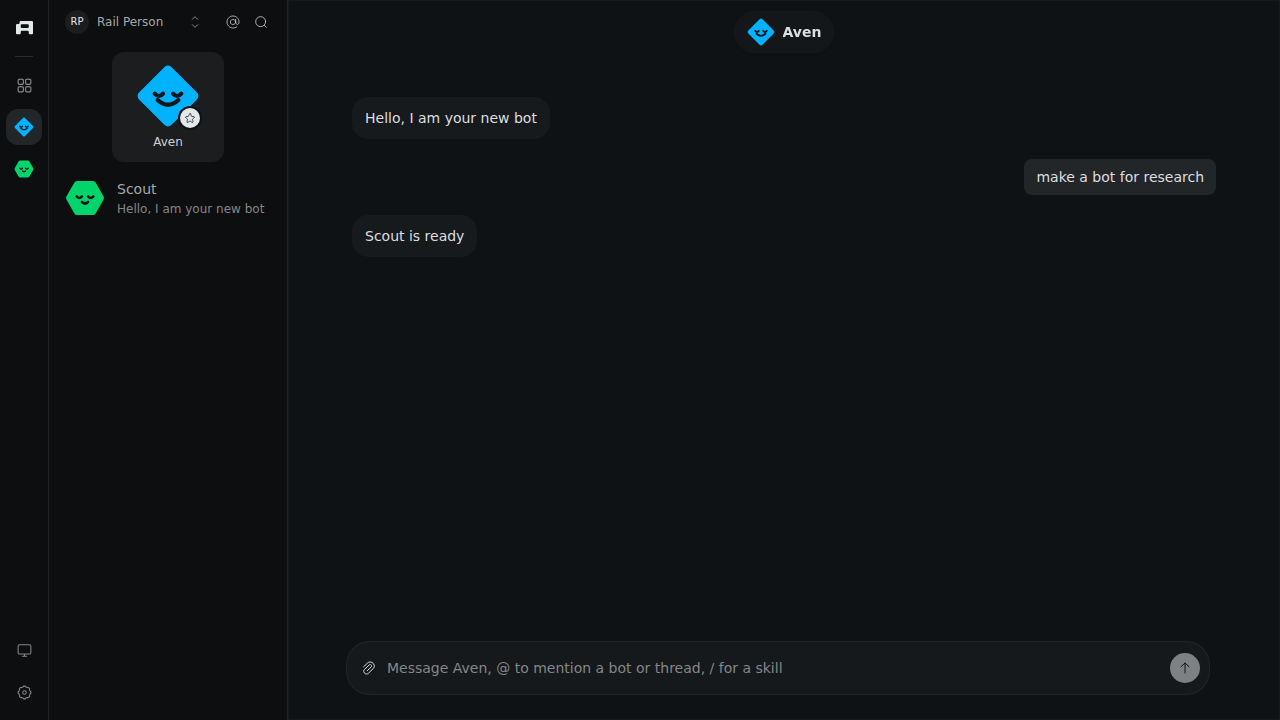 RP Rail Person
Aven
Scout
Hello, I am your new bot
Aven
Hello, I am your new bot
make a bot for research
Scout is ready
Message Aven, @ to mention a bot or thread, / for a skill